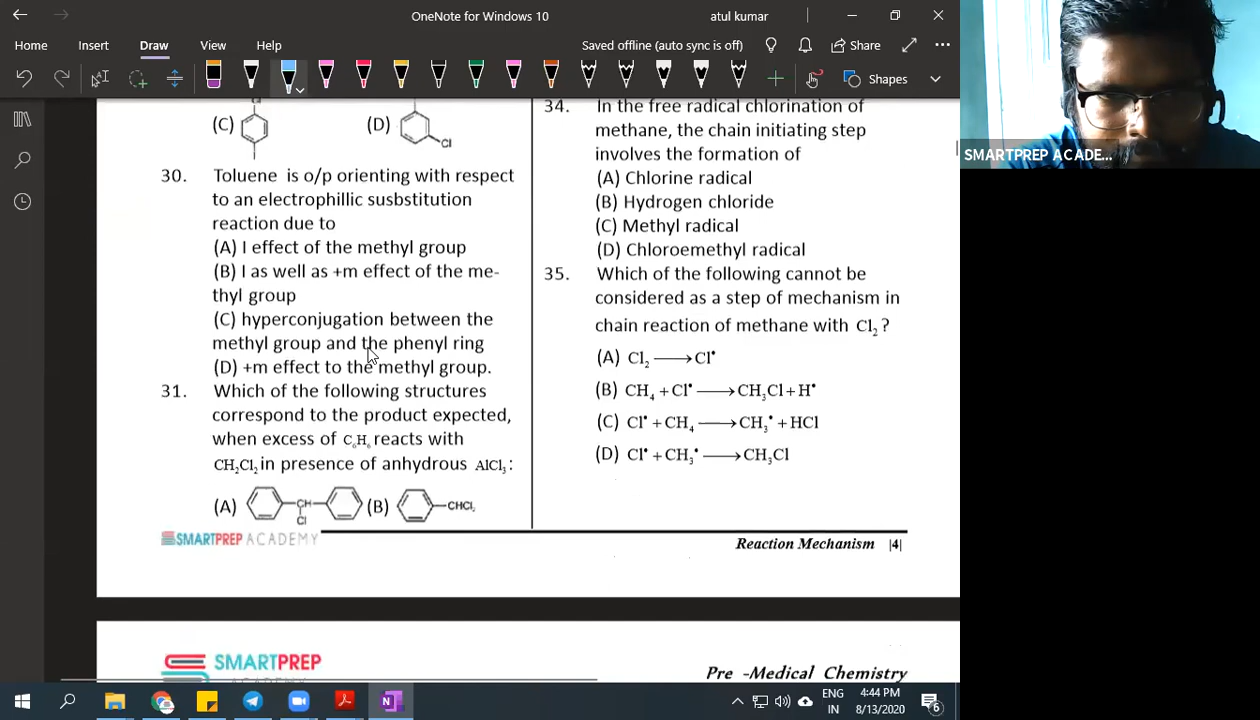 OneNote for Windows 10
atul kumar
Home Insert Draw View Help
Saved offline (auto sync is off)
Share
Shapes
SMARTPREP ACADE...
(C) (D) Cl
30. Toluene is o/p orienting with respect
to an electrophillic susbstitution
reaction due to
(A) I effect of the methyl group
(B) I as well as +m effect of the me-
thyl group
(C) hyperconjugation between the
methyl group and the phenyl ring
(D) +m effect to the methyl group.
31. Which of the following structures
correspond to the product expected,
when excess of C₆H₆ reacts with
CH₂Cl₂ in presence of anhydrous AlCl₃ :
(A) CH Cl (B) CHCl₂
34. In the free radical chlorination of
methane, the chain initiating step
involves the formation of
(A) Chlorine radical
(B) Hydrogen chloride
(C) Methyl radical
(D) Chloroemethyl radical
35. Which of the following cannot be
considered as a step of mechanism in
chain reaction of methane with Cl₂ ?
(A) Cl₂ ⟶ Cl•
(B) CH₄ + Cl• ⟶ CH₃Cl + H•
(C) Cl• + CH₄ ⟶ CH₃• + HCl
(D) Cl• + CH₃• ⟶ CH₃Cl
SMARTPREP ACADEMY
Reaction Mechanism |4|
SMARTPREP
Pre -Medical Chemistry
ENG
IN
4:44 PM
8/13/2020
6